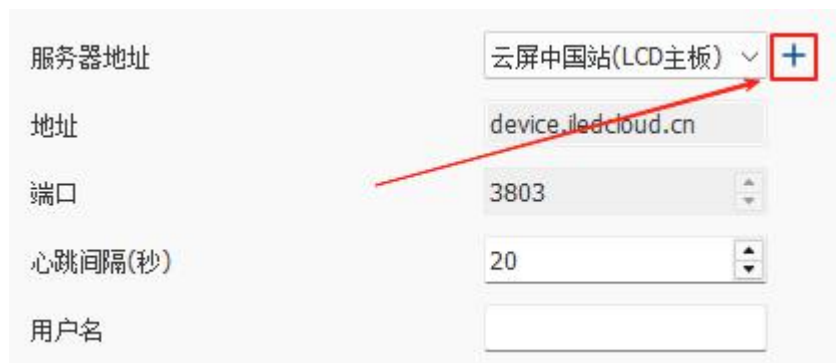 服务器地址 云屏中国站(LCD主板)
地址 device.iledcloud.cn
端口 3803
心跳间隔(秒) 20
用户名